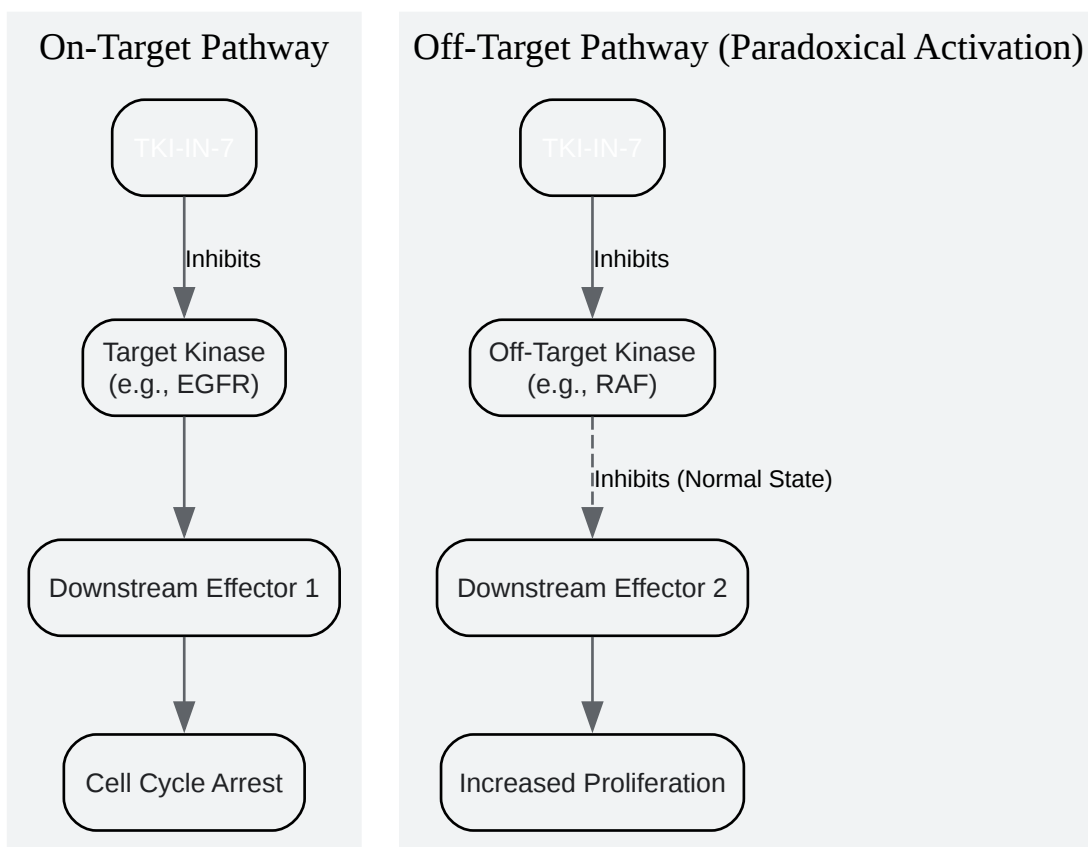 On-Target Pathway
TKI-IN-7
Inhibits
Target Kinase
(e.g., EGFR)
Downstream Effector 1
Cell Cycle Arrest
Off-Target Pathway (Paradoxical Activation)
TKI-IN-7
Inhibits
Off-Target Kinase
(e.g., RAF)
Inhibits (Normal State)
Downstream Effector 2
Increased Proliferation